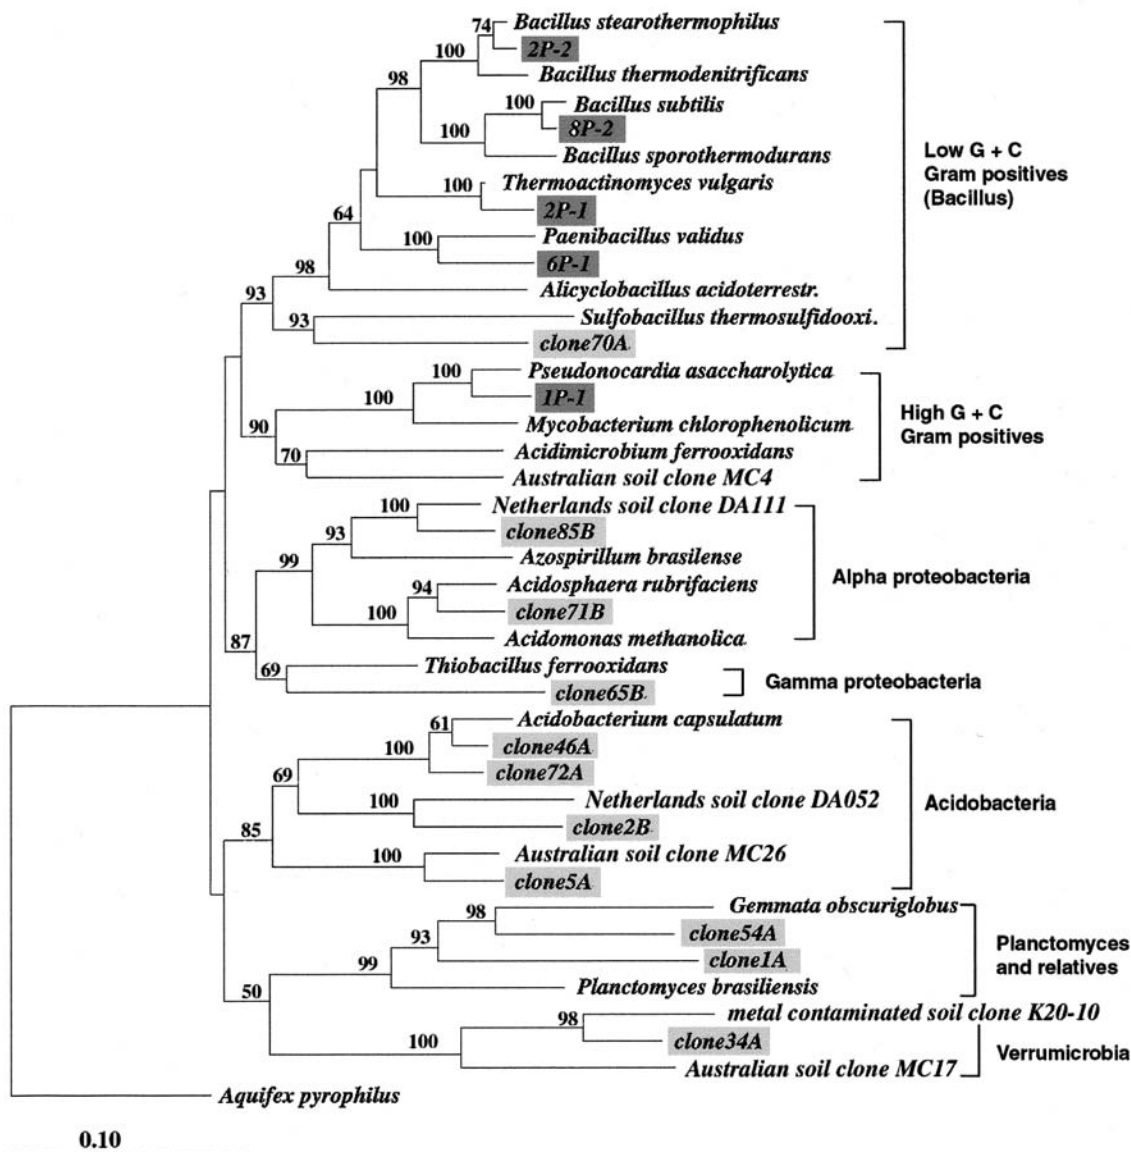 74
Bacillus stearothermophilus
2P-2
100
Bacillus thermodenitrificans
98
100
Bacillus subtilis
8P-2
100
Bacillus sporothermodurans
Low G + C
Gram positives
(Bacillus)
100
Thermoactinomyces vulgaris
2P-1
64
100
Paenibacillus validus
6P-1
98
Alicyclobacillus acidoterrestr.
93
93
Sulfobacillus thermosulfidooxi.
clone70A
100
Pseudonocardia asaccharolytica
1P-1
100
Mycobacterium chlorophenolicum
High G + C
Gram positives
90
70
Acidimicrobium ferrooxidans
Australian soil clone MC4
100
Netherlands soil clone DA111
clone85B
93
Azospirillum brasilense
99
Alpha proteobacteria
94
Acidosphaera rubrifaciens
clone71B
100
Acidomonas methanolica
87
69
Thiobacillus ferrooxidans
clone65B
Gamma proteobacteria
61
Acidobacterium capsulatum
clone46A
100
clone72A
69
100
Netherlands soil clone DA052
clone2B
Acidobacteria
85
100
Australian soil clone MC26
clone5A
98
Gemmata obscuriglobus
clone54A
93
clone1A
99
Planctomyces brasiliensis
Planctomyces
and relatives
50
98
metal contaminated soil clone K20-10
clone34A
100
Australian soil clone MC17
Verrumicrobia
Aquifex pyrophilus
0.10